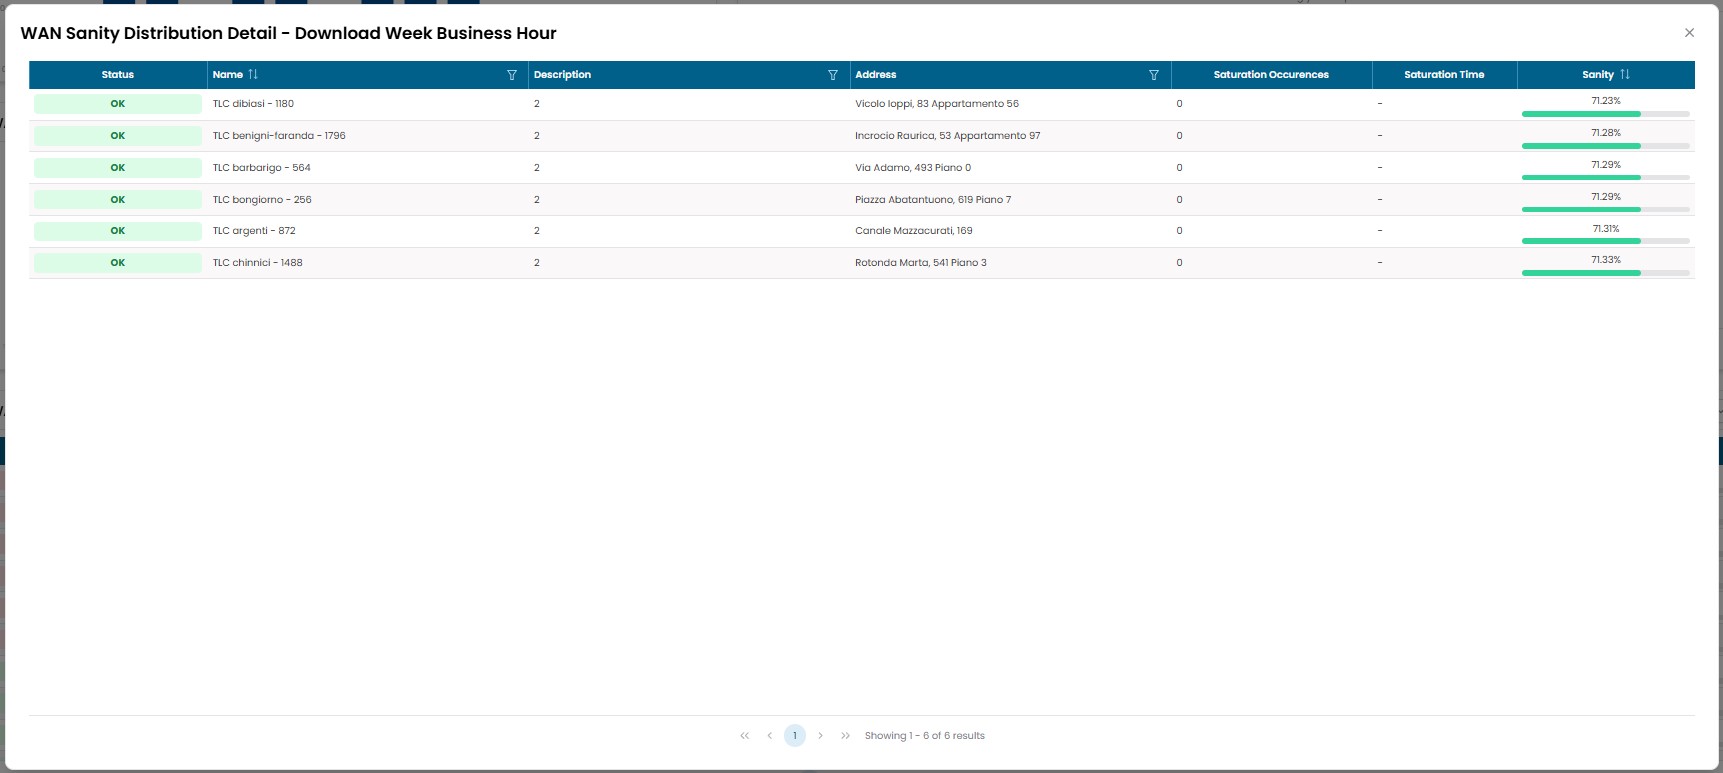 WAN Sanity Distribution Detail - Download Week Business Hour
Status Name Description Address Saturation Occurences Saturation Time Sanity
OK TLC dibiasi - 1180 2 Vicolo Ioppi, 83 Appartamento 56 0 - 71.23%
OK TLC benigni-faranda - 1796 2 Incrocio Raurica, 53 Appartamento 97 0 - 71.28%
OK TLC barbarigo - 564 2 Via Adamo, 493 Piano 0 0 - 71.29%
OK TLC bongiorno - 256 2 Piazza Abatantuono, 619 Piano 7 0 - 71.29%
OK TLC argenti - 872 2 Canale Mazzacurati, 169 0 - 71.31%
OK TLC chinnici - 1488 2 Rotonda Marta, 541 Piano 3 0 - 71.33%
1 Showing 1 - 6 of 6 results